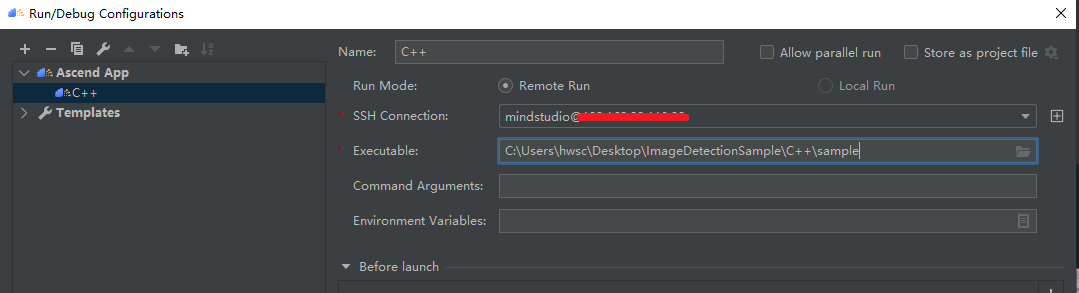 Run/Debug Configurations
Name: C++ Allow parallel run Store as project file
Ascend App
C++
Templates
Run Mode: Remote Run Local Run
* SSH Connection: mindstudio@
* Executable: C:\Users\hwsc\Desktop\ImageDetectionSample\C++\sample
Command Arguments:
Environment Variables:
Before launch